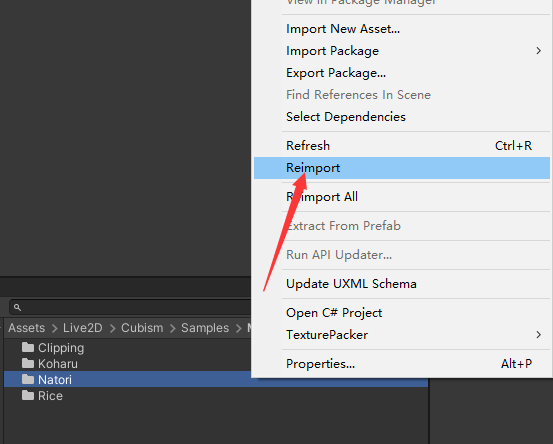 View in Package Manager
Import New Asset...
Import Package
Export Package...
Find References In Scene
Select Dependencies
Refresh Ctrl+R
Reimport
Reimport All
Extract From Prefab
Run API Updater...
Update UXML Schema
Open C# Project
TexturePacker
Properties... Alt+P
Assets > Live2D > Cubism > Samples >
Clipping
Koharu
Natori
Rice